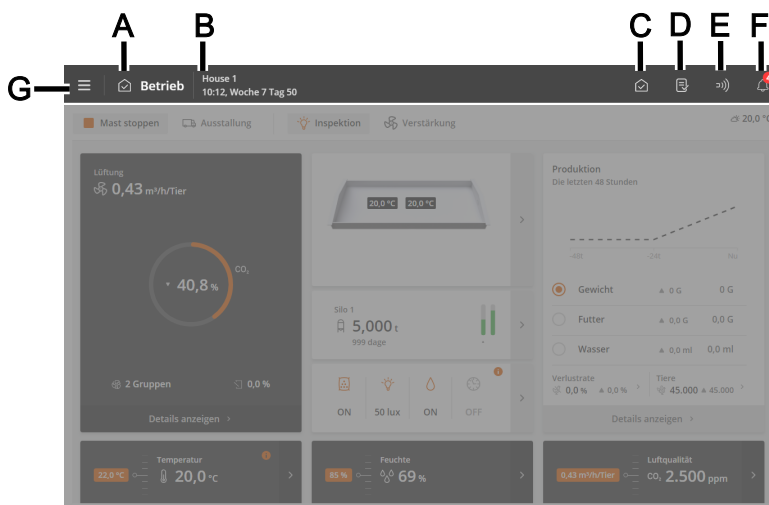 A B C D E F
G
Betrieb
House 1
10:12, Woche 7 Tag 50
Mast stoppen Ausstallung Inspektion Verstärkung
20,0 °C
Lüftung
0,43 m³/h/Tier
40,8 %
CO₂
2 Gruppen 0,0 %
Details anzeigen
20,0 °C 20,0 °C
Silo 1
5,000 t
999 dage
ON 50 lux ON OFF
Produktion
Die letzten 48 Stunden
-48t -24t Nu
Gewicht 0 G 0 G
Futter 0,0 G 0,0 G
Wasser 0,0 ml 0,0 ml
Verlustrate
0,0 % 0,0 %
Tiere
45.000 45.000
Details anzeigen
Temperatur
22,0 °C 20,0 °C
Feuchte
85 % 69 %
Luftqualität
0,43 m³/h/Tier CO₂ 2.500 ppm